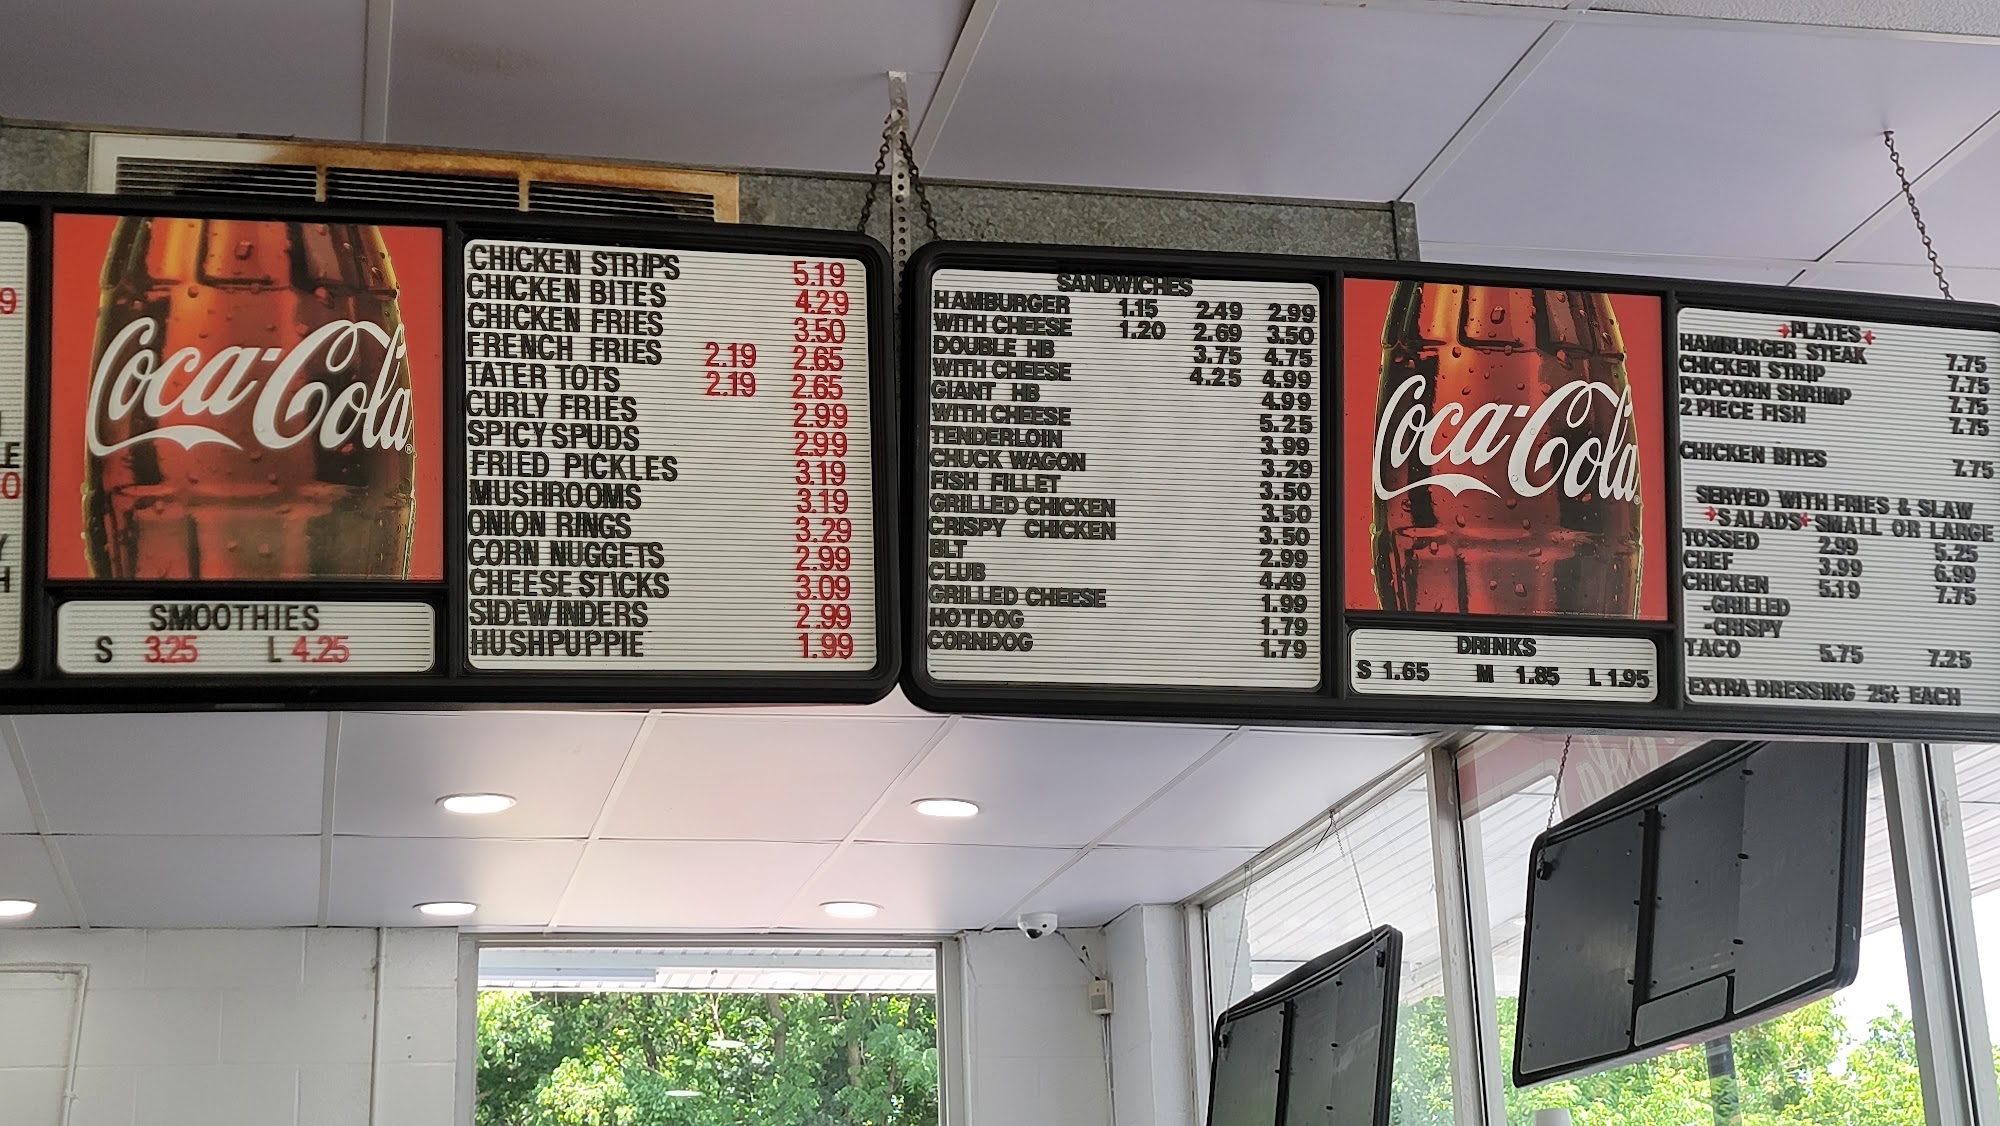 9
LE
0
Y
H
Coca-Cola
SMOOTHIES
S 3.25 L 4.25
CHICKEN STRIPS 5.19
CHICKEN BITES 4.29
CHICKEN FRIES 3.50
FRENCH FRIES 2.19 2.65
TATER TOTS 2.19 2.65
CURLY FRIES 2.99
SPICY SPUDS 2.99
FRIED PICKLES 3.19
MUSHROOMS 3.19
ONION RINGS 3.29
CORN NUGGETS 2.99
CHEESE STICKS 3.09
SIDEWINDERS 2.99
HUSHPUPPIE 1.99
SANDWICHES
HAMBURGER 1.15 2.49 2.99
WITH CHEESE 1.20 2.69 3.50
DOUBLE HB 3.75 4.75
WITH CHEESE 4.25 4.99
GIANT HB 4.99
WITH CHEESE 5.25
TENDERLOIN 3.99
CHUCK WAGON 3.29
FISH FILLET 3.50
GRILLED CHICKEN 3.50
CRISPY CHICKEN 3.50
BLT 2.99
CLUB 4.49
GRILLED CHEESE 1.99
HOTDOG 1.79
CORNDOG 1.79
Coca-Cola
DRINKS
S 1.65 M 1.85 L 1.95
PLATES
HAMBURGER STEAK 7.75
CHICKEN STRIP 7.75
POPCORN SHRIMP 7.75
2 PIECE FISH 7.75
CHICKEN BITES 7.75
SERVED WITH FRIES & SLAW
SALADS SMALL OR LARGE
TOSSED 2.99 5.25
CHEF 3.99 6.99
CHICKEN 5.19 7.75
-GRILLED
-CRISPY
TACO 5.75 7.25
EXTRA DRESSING 25¢ EACH